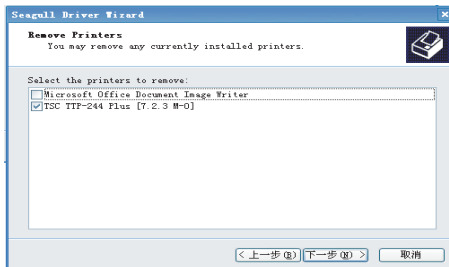 Seagull Driver Wizard
Remove Printers
You may remove any currently installed printers.
Select the printers to remove:
Microsoft Office Document Image Writer
TSC TTP-244 Plus [7.2.3 M-0]
< 上一步(B)
下一步(N) >
取消